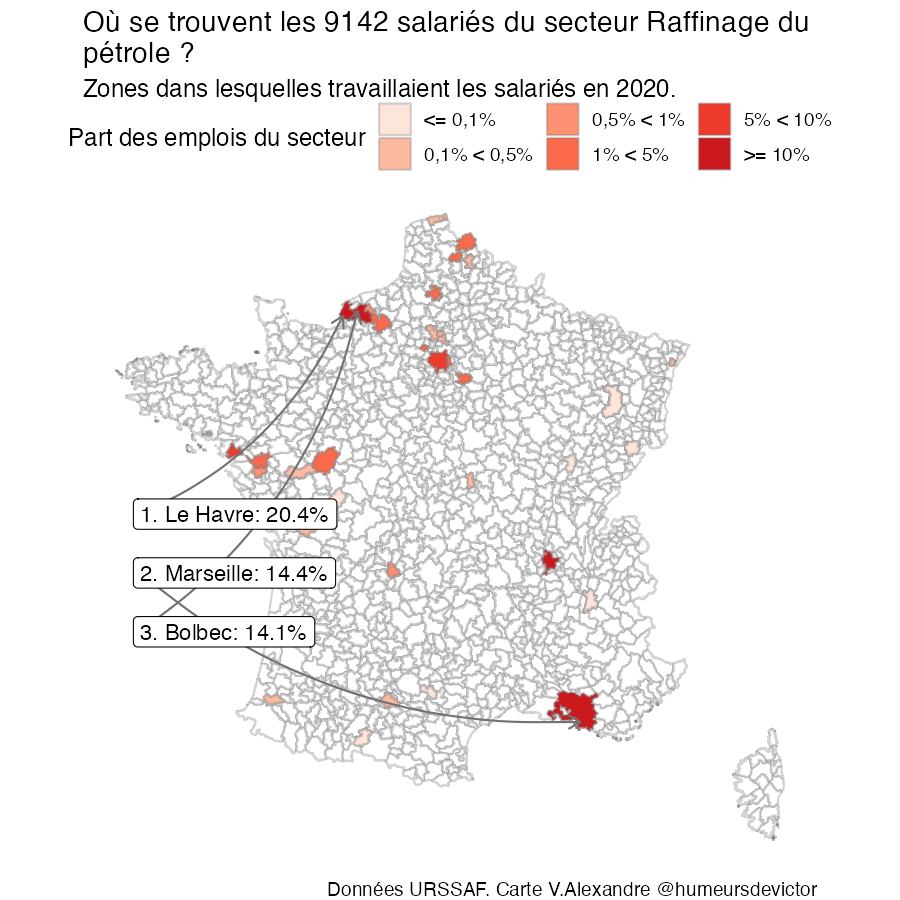 Où se trouvent les 9142 salariés du secteur Raffinage du
pétrole ?
Zones dans lesquelles travaillaient les salariés en 2020.
Part des emplois du secteur
<= 0,1%
0,1% < 0,5%
0,5% < 1%
1% < 5%
5% < 10%
>= 10%
1. Le Havre: 20.4%
2. Marseille: 14.4%
3. Bolbec: 14.1%
Données URSSAF. Carte V.Alexandre @humeursdevictor